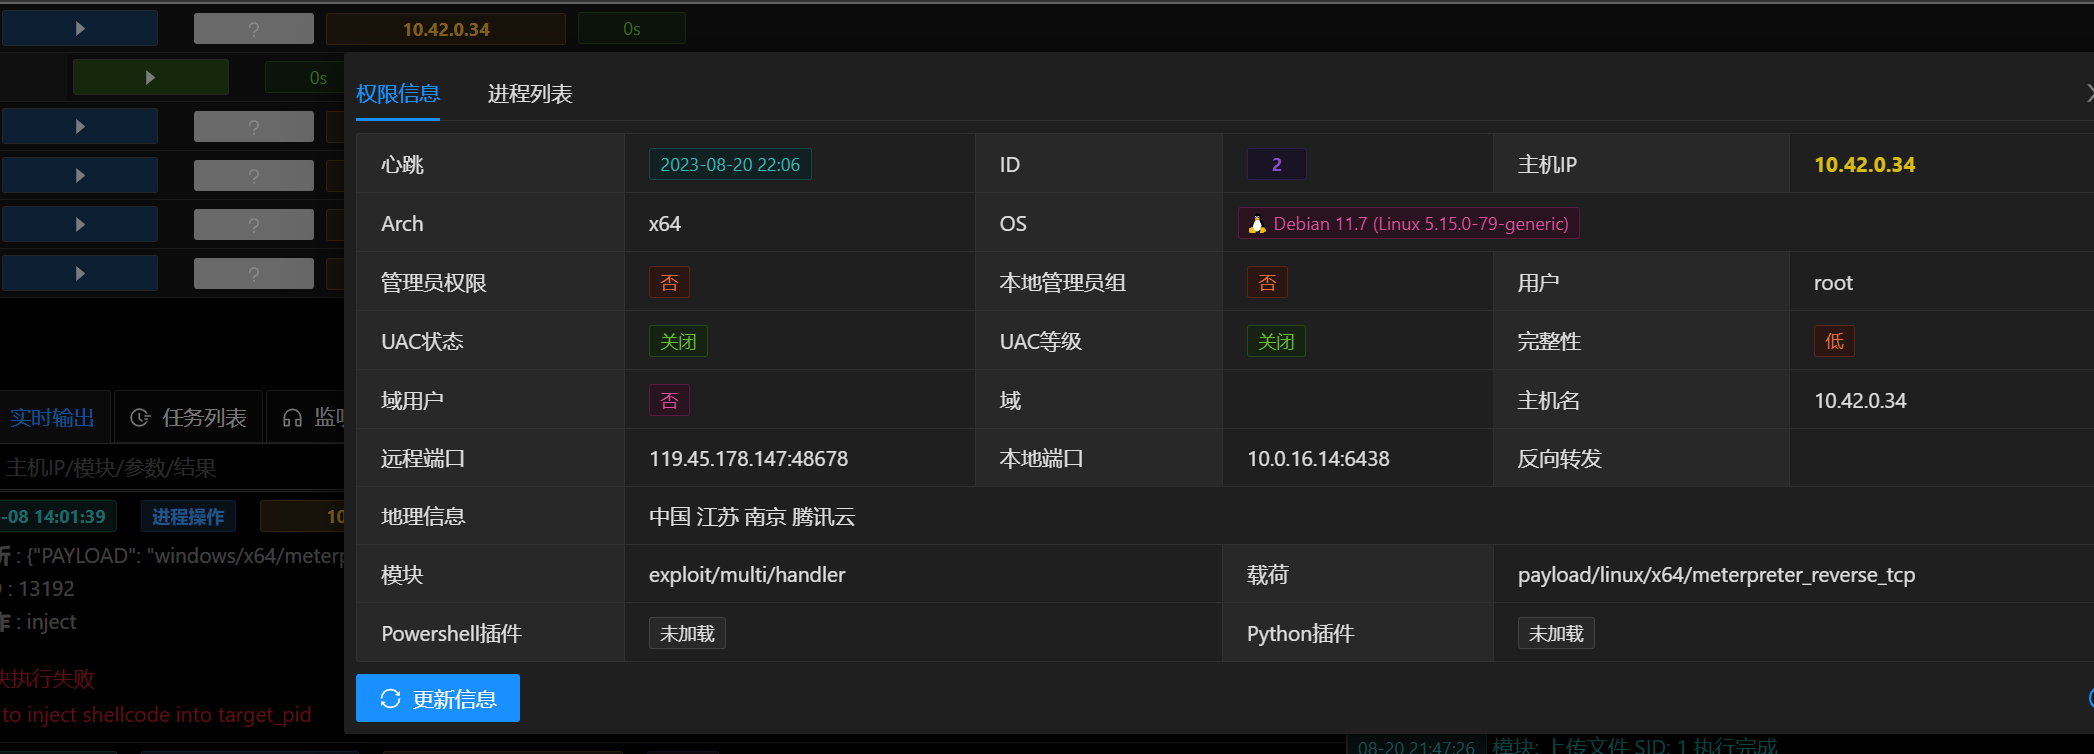 ? 10.42.0.34 0s
0s
?
?
?
?
权限信息 进程列表
心跳 2023-08-20 22:06 ID 2 主机IP 10.42.0.34
Arch x64 OS Debian 11.7 (Linux 5.15.0-79-generic)
管理员权限 否 本地管理员组 否 用户 root
UAC状态 关闭 UAC等级 关闭 完整性 低
域用户 否 域 主机名 10.42.0.34
远程端口 119.45.178.147:48678 本地端口 10.0.16.14:6438 反向转发
地理信息 中国 江苏 南京 腾讯云
模块 exploit/multi/handler 载荷 payload/linux/x64/meterpreter_reverse_tcp
Powershell插件 未加载 Python插件 未加载
更新信息
实时输出 任务列表
主机IP/模块/参数/结果
-08 14:01:39 进程操作 10
: {"PAYLOAD": "windows/x64/meterp
: 13192
: inject
执行失败
to inject shellcode into target_pid
08-20 21:47:26 模块: 上传文件 SID: 1 执行完成